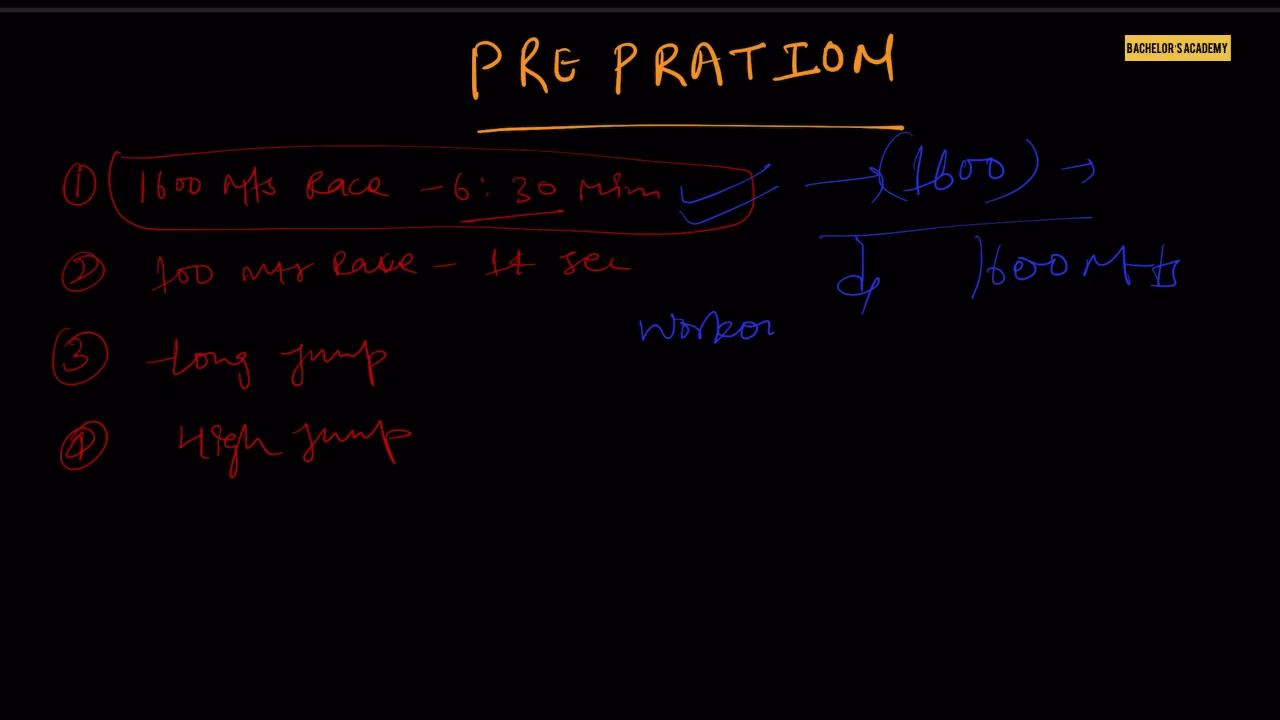 BACHELOR'S ACADEMY
PREPRATION
① 1600 Mts Race - 6:30 Min
(1600) →
② 100 Mts Race - 14 sec
1600 Mts
Workou
③ Long Jump
④ High Jump